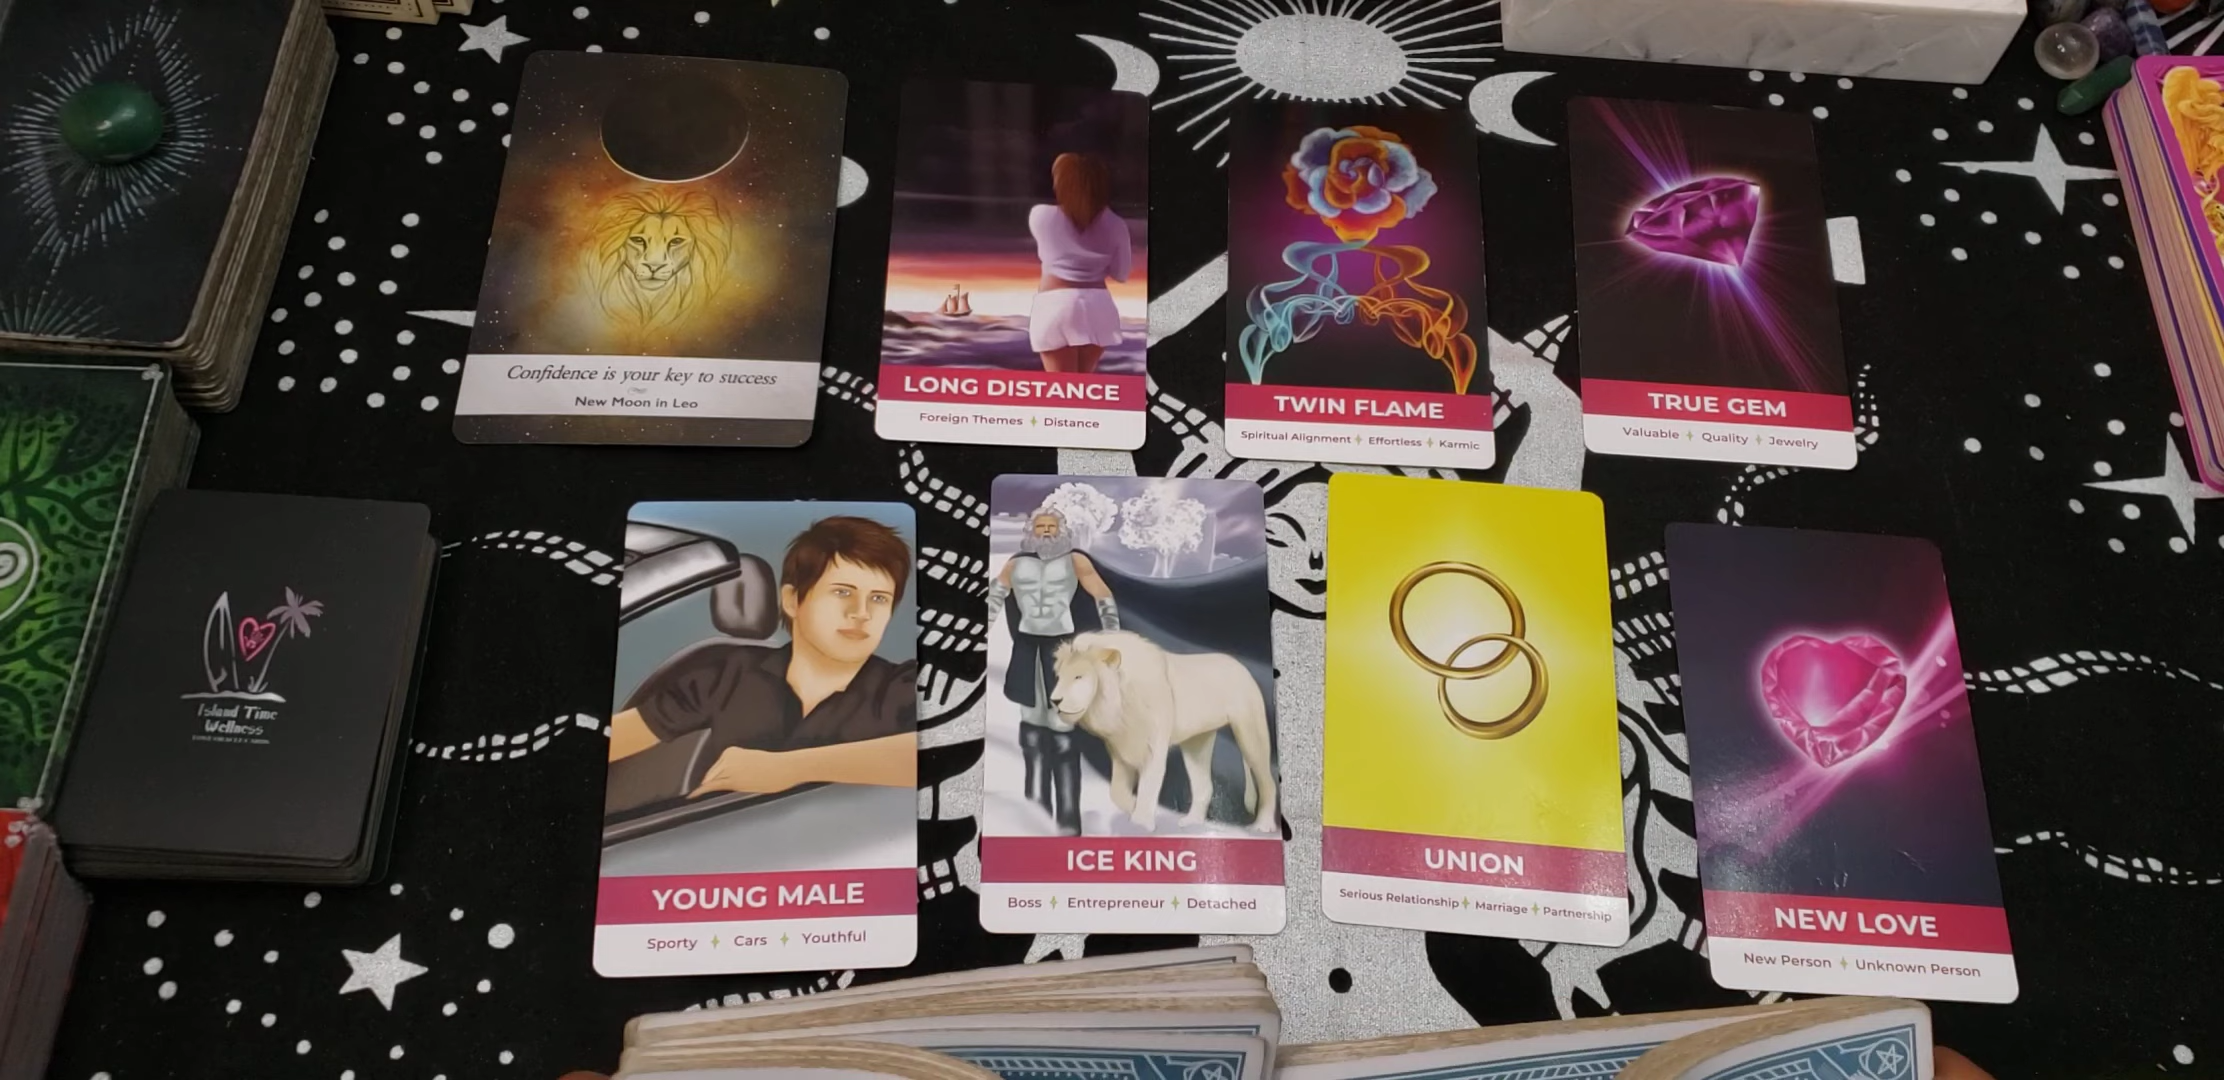 Confidence is your key to success
New Moon in Leo
LONG DISTANCE
Foreign Themes ✦ Distance
TWIN FLAME
Spiritual Alignment ✦ Effortless ✦ Karmic
TRUE GEM
Valuable ✦ Quality ✦ Jewelry
Island Time
Wellness
YOUNG MALE
Sporty ✦ Cars ✦ Youthful
ICE KING
Boss ✦ Entrepreneur ✦ Detached
UNION
Serious Relationship ✦ Marriage ✦ Partnership
NEW LOVE
New Person ✦ Unknown Person